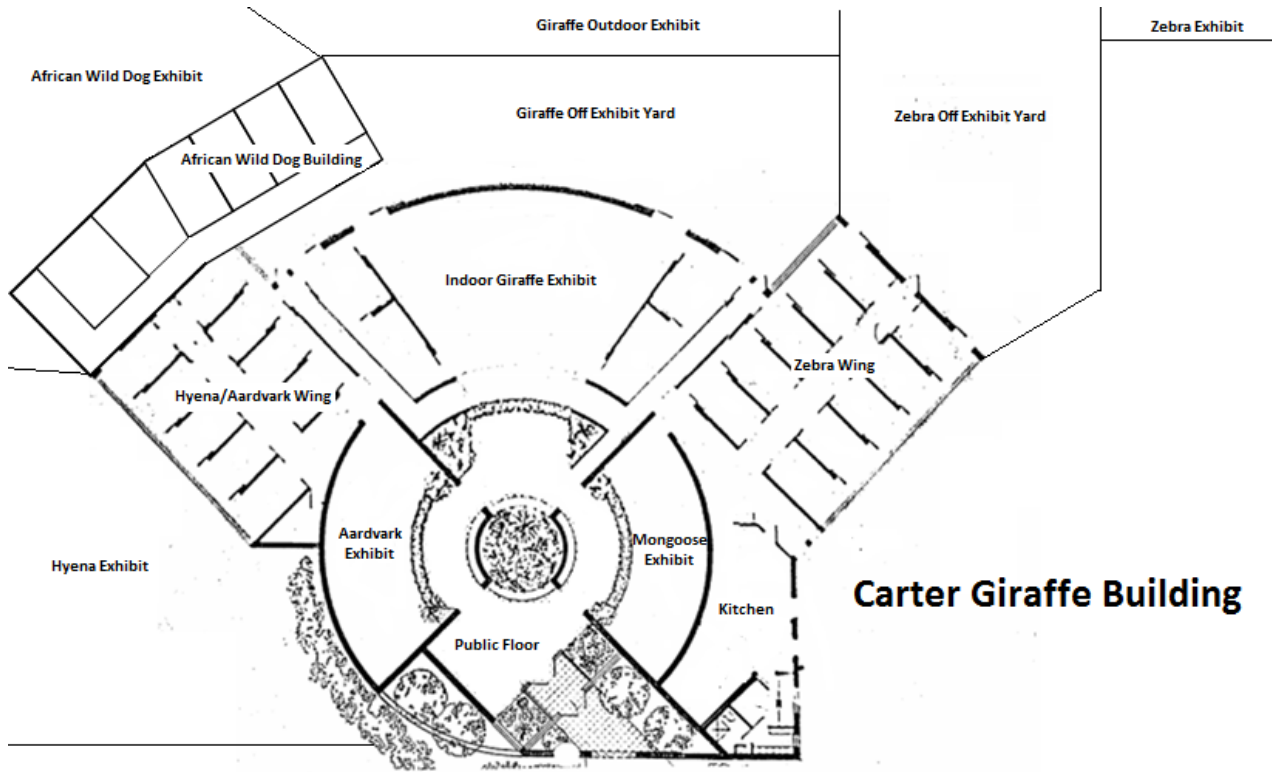 Giraffe Outdoor Exhibit
Zebra Exhibit
African Wild Dog Exhibit
Giraffe Off Exhibit Yard
Zebra Off Exhibit Yard
African Wild Dog Building
Indoor Giraffe Exhibit
Zebra Wing
Hyena/Aardvark Wing
Aardvark
Exhibit
Mongoose
Exhibit
Hyena Exhibit
Carter Giraffe Building
Kitchen
Public Floor